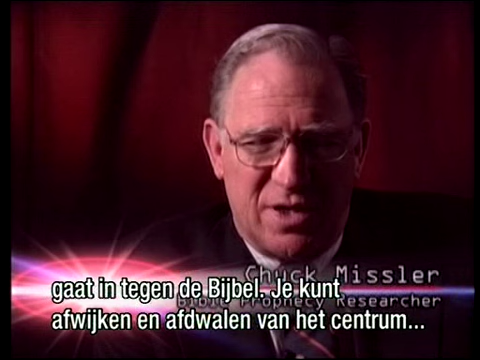 Chuck Missler
gaat in tegen de Bijbel. Je kunt
Bible Prophecy Researcher
afwijken en afdwalen van het centrum...